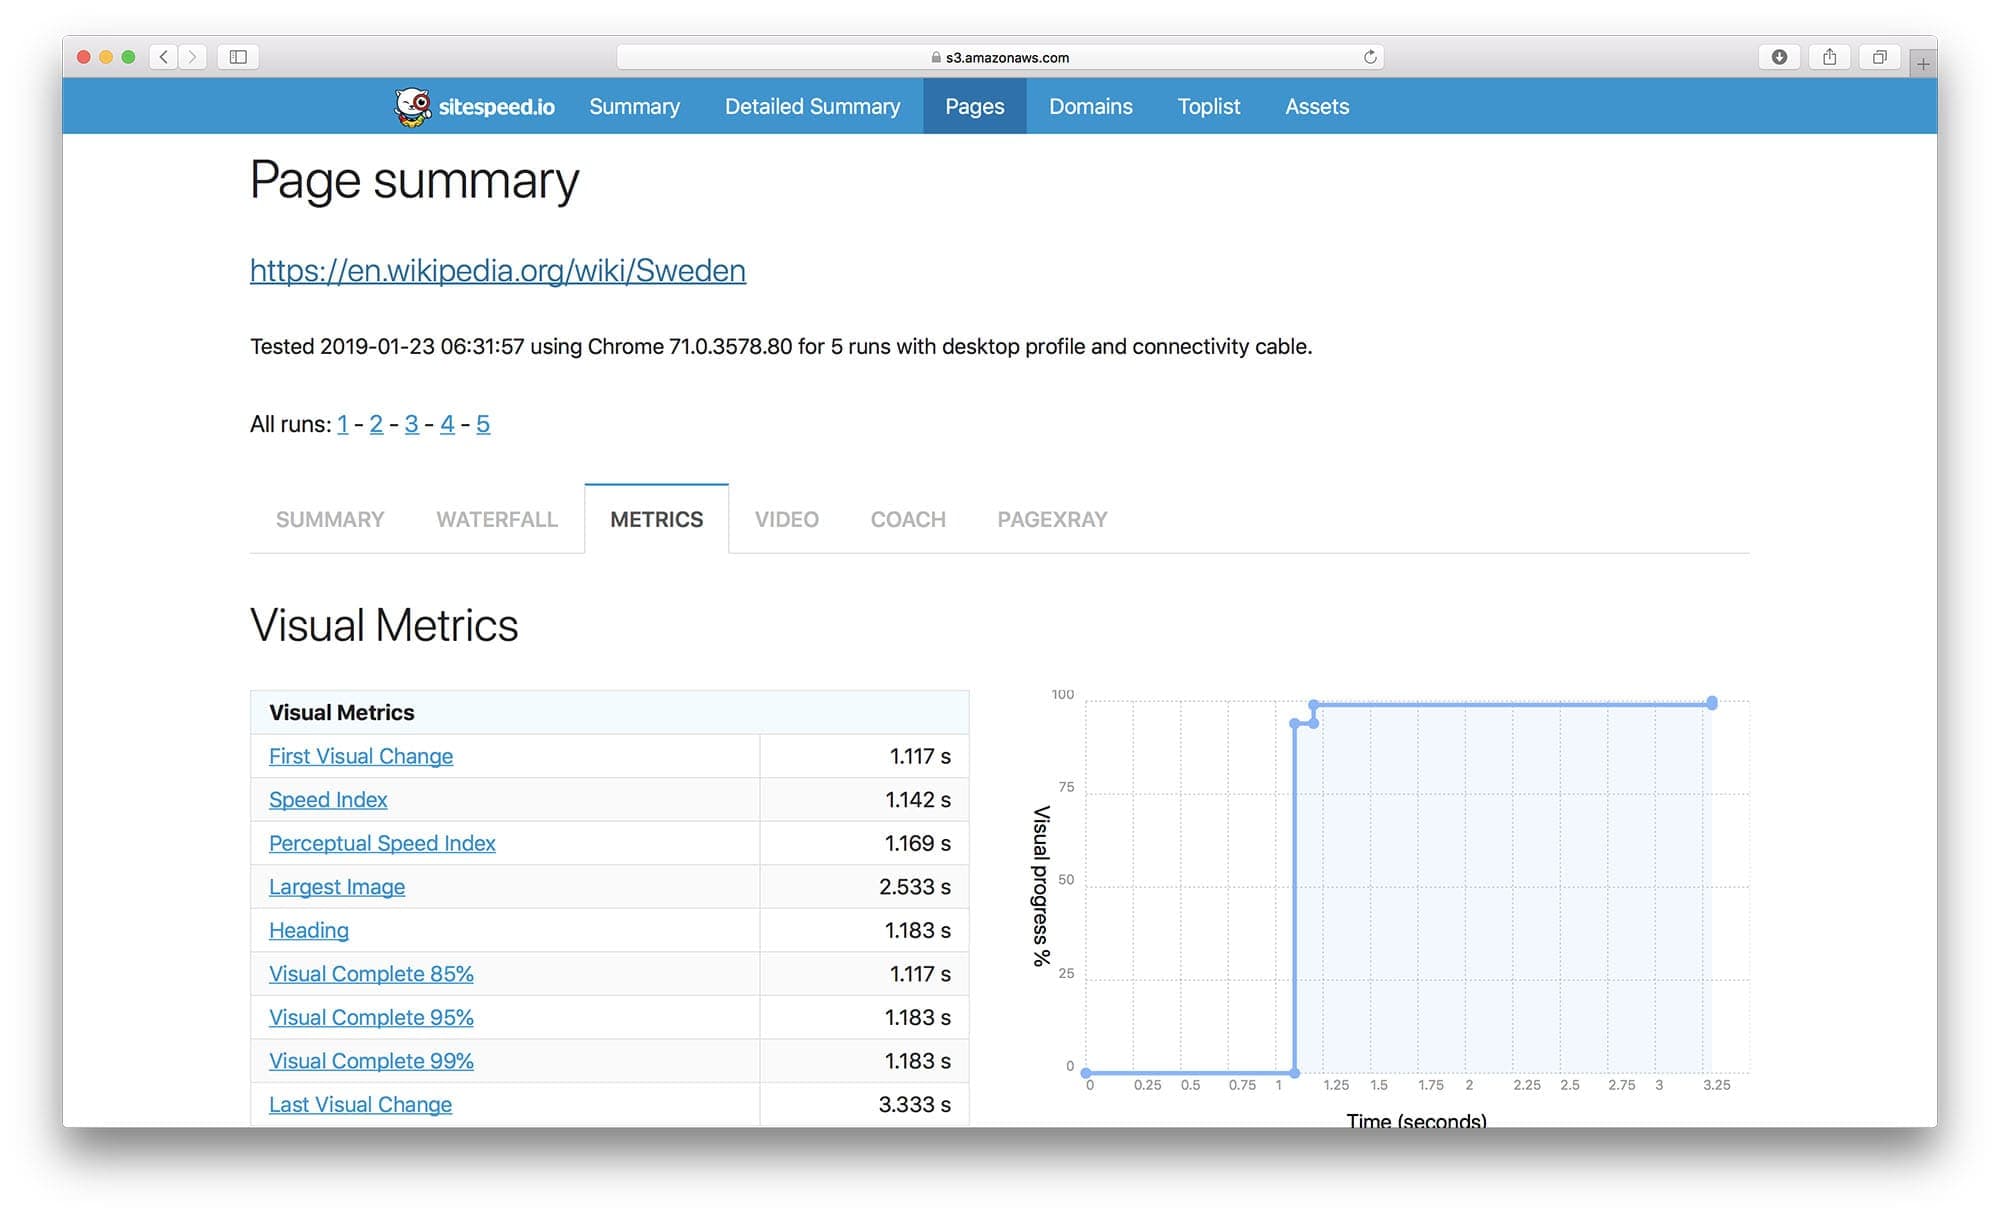 s3.amazonaws.com
sitespeed.io Summary Detailed Summary Pages Domains Toplist Assets
Page summary
https://en.wikipedia.org/wiki/Sweden
Tested 2019-01-23 06:31:57 using Chrome 71.0.3578.80 for 5 runs with desktop profile and connectivity cable.
All runs: 1 - 2 - 3 - 4 - 5
SUMMARY WATERFALL METRICS VIDEO COACH PAGEXRAY
Visual Metrics
Visual Metrics
First Visual Change 1.117 s
Speed Index 1.142 s
Perceptual Speed Index 1.169 s
Largest Image 2.533 s
Heading 1.183 s
Visual Complete 85% 1.117 s
Visual Complete 95% 1.183 s
Visual Complete 99% 1.183 s
Last Visual Change 3.333 s
100
75
50
25
0
Visual progress %
0 0.25 0.5 0.75 1 1.25 1.5 1.75 2 2.25 2.5 2.75 3 3.25
Time (seconds)